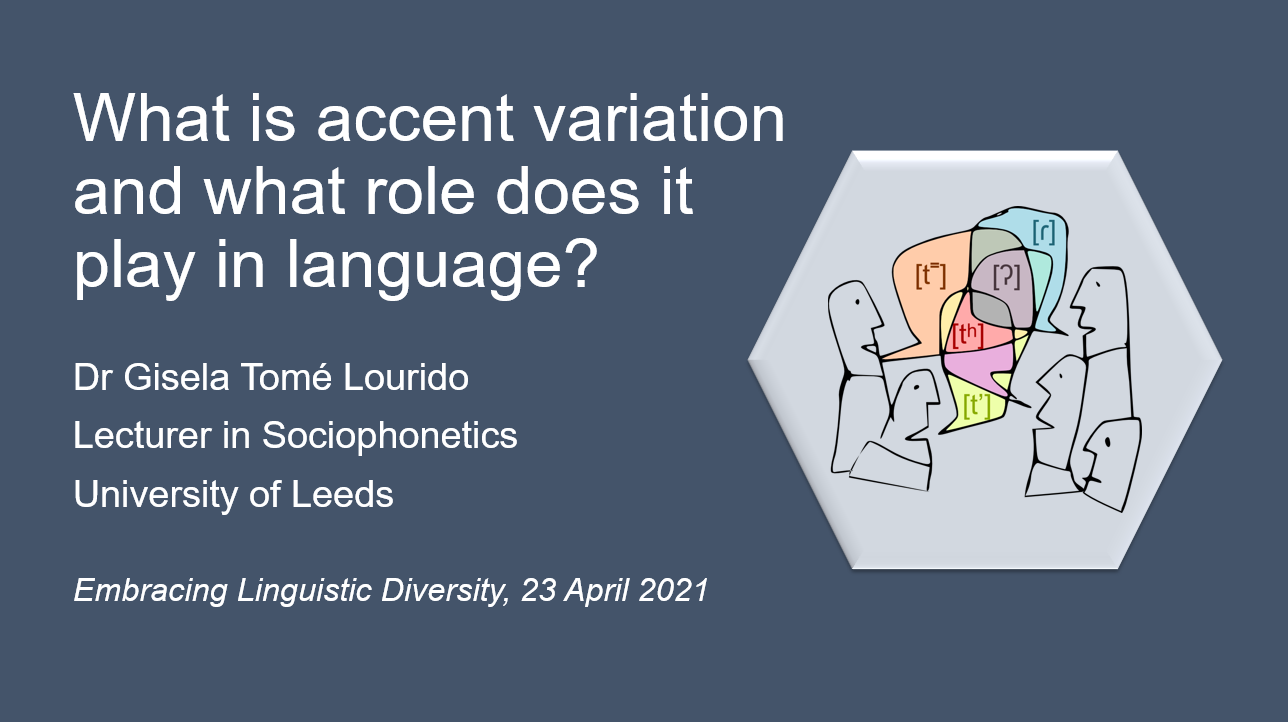 What is accent variation
and what role does it
play in language?
Dr Gisela Tomé Lourido
Lecturer in Sociophonetics
University of Leeds
Embracing Linguistic Diversity, 23 April 2021
[ɾ]
[t⁼]
[ʔ]
[tʰ]
[t’]